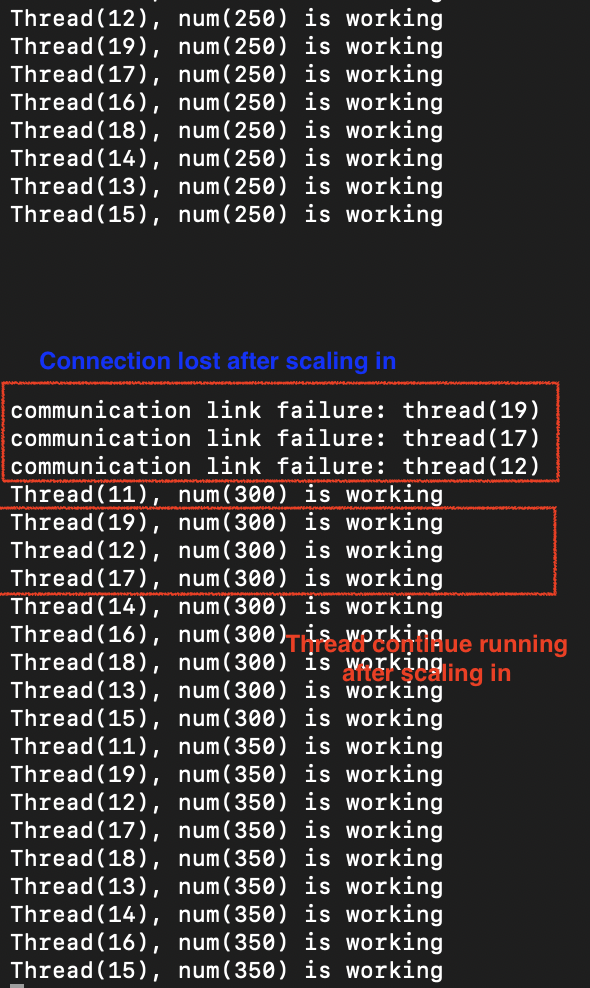 Thread(12), num(250) is working
Thread(19), num(250) is working
Thread(17), num(250) is working
Thread(16), num(250) is working
Thread(18), num(250) is working
Thread(14), num(250) is working
Thread(13), num(250) is working
Thread(15), num(250) is working
Connection lost after scaling in
communication link failure: thread(19)
communication link failure: thread(17)
communication link failure: thread(12)
Thread(11), num(300) is working
Thread(19), num(300) is working
Thread(12), num(300) is working
Thread(17), num(300) is working
Thread(14), num(300) is working
Thread(16), num(300) is working
Thread continue running
Thread(18), num(300) is working
after scaling in
Thread(13), num(300) is working
Thread(15), num(300) is working
Thread(11), num(350) is working
Thread(19), num(350) is working
Thread(12), num(350) is working
Thread(17), num(350) is working
Thread(18), num(350) is working
Thread(13), num(350) is working
Thread(14), num(350) is working
Thread(16), num(350) is working
Thread(15), num(350) is working